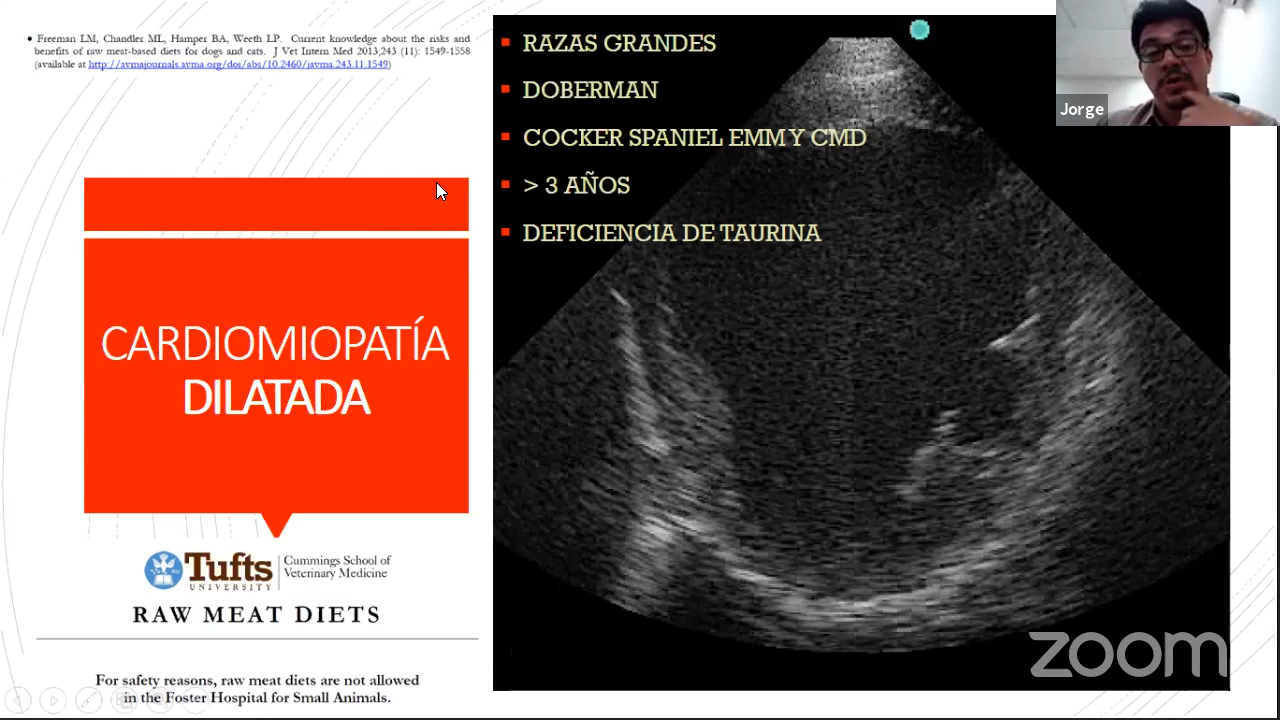 • Freeman LM, Chandler ML, Hamper BA, Weeth LP. Current knowledge about the risks and
benefits of raw meat-based diets for dogs and cats. J Vet Intern Med 2013;243 (11): 1549-1558
(available at http://avmajournals.avma.org/doi/abs/10.2460/javma.243.11.1549)
CARDIOMIOPATÍA
DILATADA
Tufts
UNIVERSITY
Cummings School of
Veterinary Medicine
RAW MEAT DIETS
For safety reasons, raw meat diets are not allowed
in the Foster Hospital for Small Animals.
RAZAS GRANDES
DOBERMAN
COCKER SPANIEL EMM Y CMD
> 3 AÑOS
DEFICIENCIA DE TAURINA
Jorge
zoom